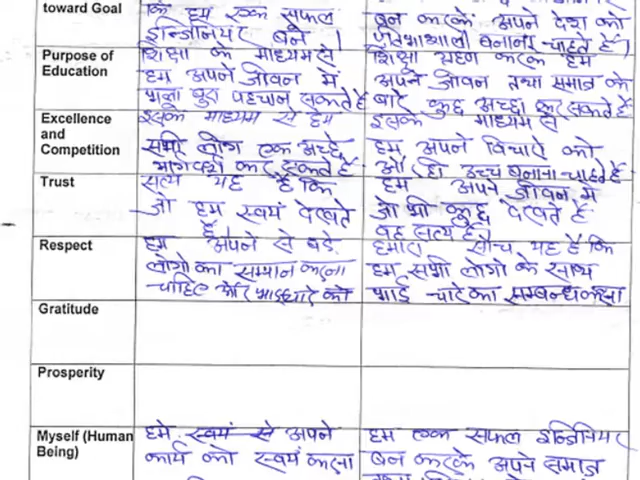 toward Goal
कि हम एक सफल
इन्जिनियर बने।
बन करके अपने देश को
चाहते हैं।
Purpose of
Education
शिक्षा के माध्यम से
हम अपने जीवन में
भला बुरा पहचान सकते हैं
शिक्षा ग्रहण करके हम
अपने जीवन तथा समाज के
बारे कुछ अच्छा कर सकते हैं
Excellence
and
Competition
इसके माध्यम से हम
सभी लोग एक अच्छे
कर सकते हैं
इसके माध्यम से
हम अपने विचारो को
और ही उच्च बनाना चाहते हैं
Trust
सत्य यह है कि
जो हम स्वयं देखते
हैं।
हम अपने जीवन में
जो भी कुछ देखते हैं
वह सत्य है।
Respect
हम अपने से बड़े
लोगो का सम्मान करना
चाहिए और भाईचारे को
हमारा सोच यह है कि
हम सभी लोगो के साथ
भाई चारे का सम्बन्ध
Gratitude
Prosperity
Myself (Human
Being)
हमे स्वयं से अपने
कार्य को स्वयं करना
हम एक सफल इन्जिनियर
बन करके अपने समाज